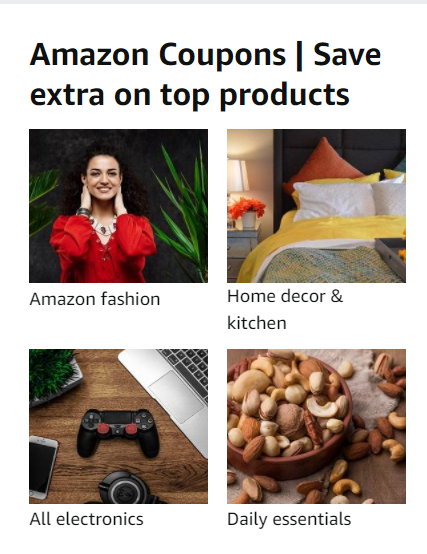 Amazon Coupons | Save
extra on top products
Amazon fashion
Home decor &
kitchen
All electronics
Daily essentials